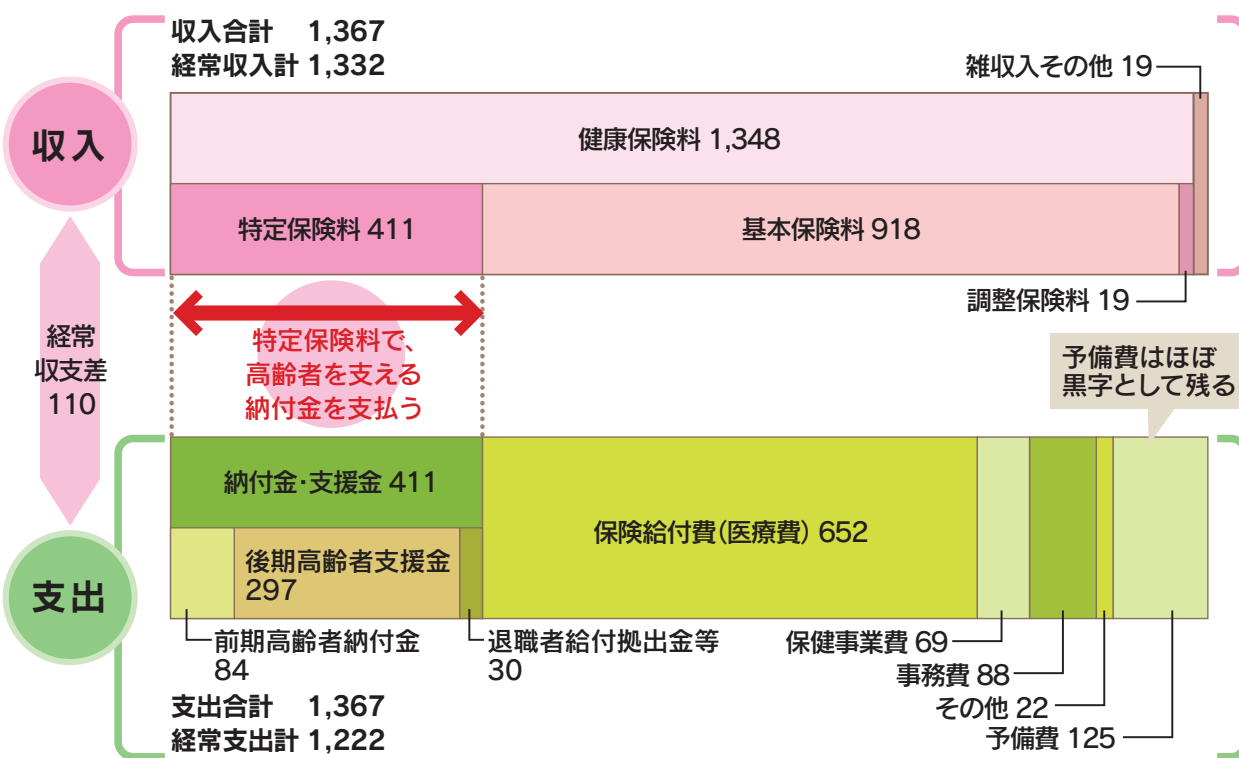 収入合計 1,367
経常収入計 1,332
雑収入その他 19
収入
健康保険料 1,348
特定保険料 411
基本保険料 918
調整保険料 19
経常
収支差
110
特定保険料で、
高齢者を支える
納付金を支払う
予備費はほぼ
黒字として残る
支出
納付金・支援金 411
保険給付費(医療費) 652
後期高齢者支援金
297
前期高齢者納付金
84
退職者給付拠出金等
30
保健事業費 69
事務費 88
その他 22
予備費 125
支出合計 1,367
経常支出計 1,222